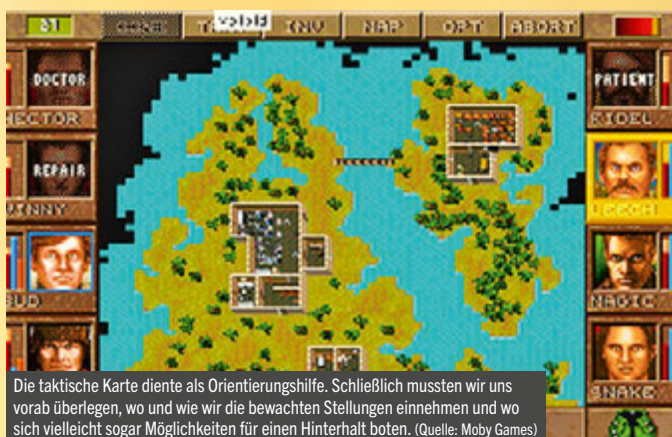 INV MAP OPT ABORT
DOCTOR
PATIENT
HECTOR
FIDEL
REPAIR
VINNY
LEECH
BUD
MAGIC
SNAKE
Die taktische Karte diente als Orientierungshilfe. Schließlich mussten wir uns
vorab überlegen, wo und wie wir die bewachten Stellungen einnehmen und wo
sich vielleicht sogar Möglichkeiten für einen Hinterhalt boten. (Quelle: Moby Games)